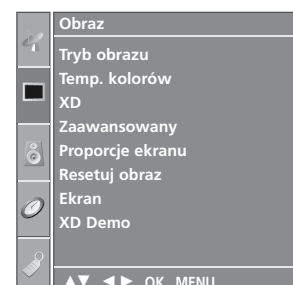 Obraz
Tryb obrazu
Temp. kolorów
XD
Zaawansowany
Proporcje ekranu
Resetuj obraz
Ekran
XD Demo
▲▼ ◄► OK MENU